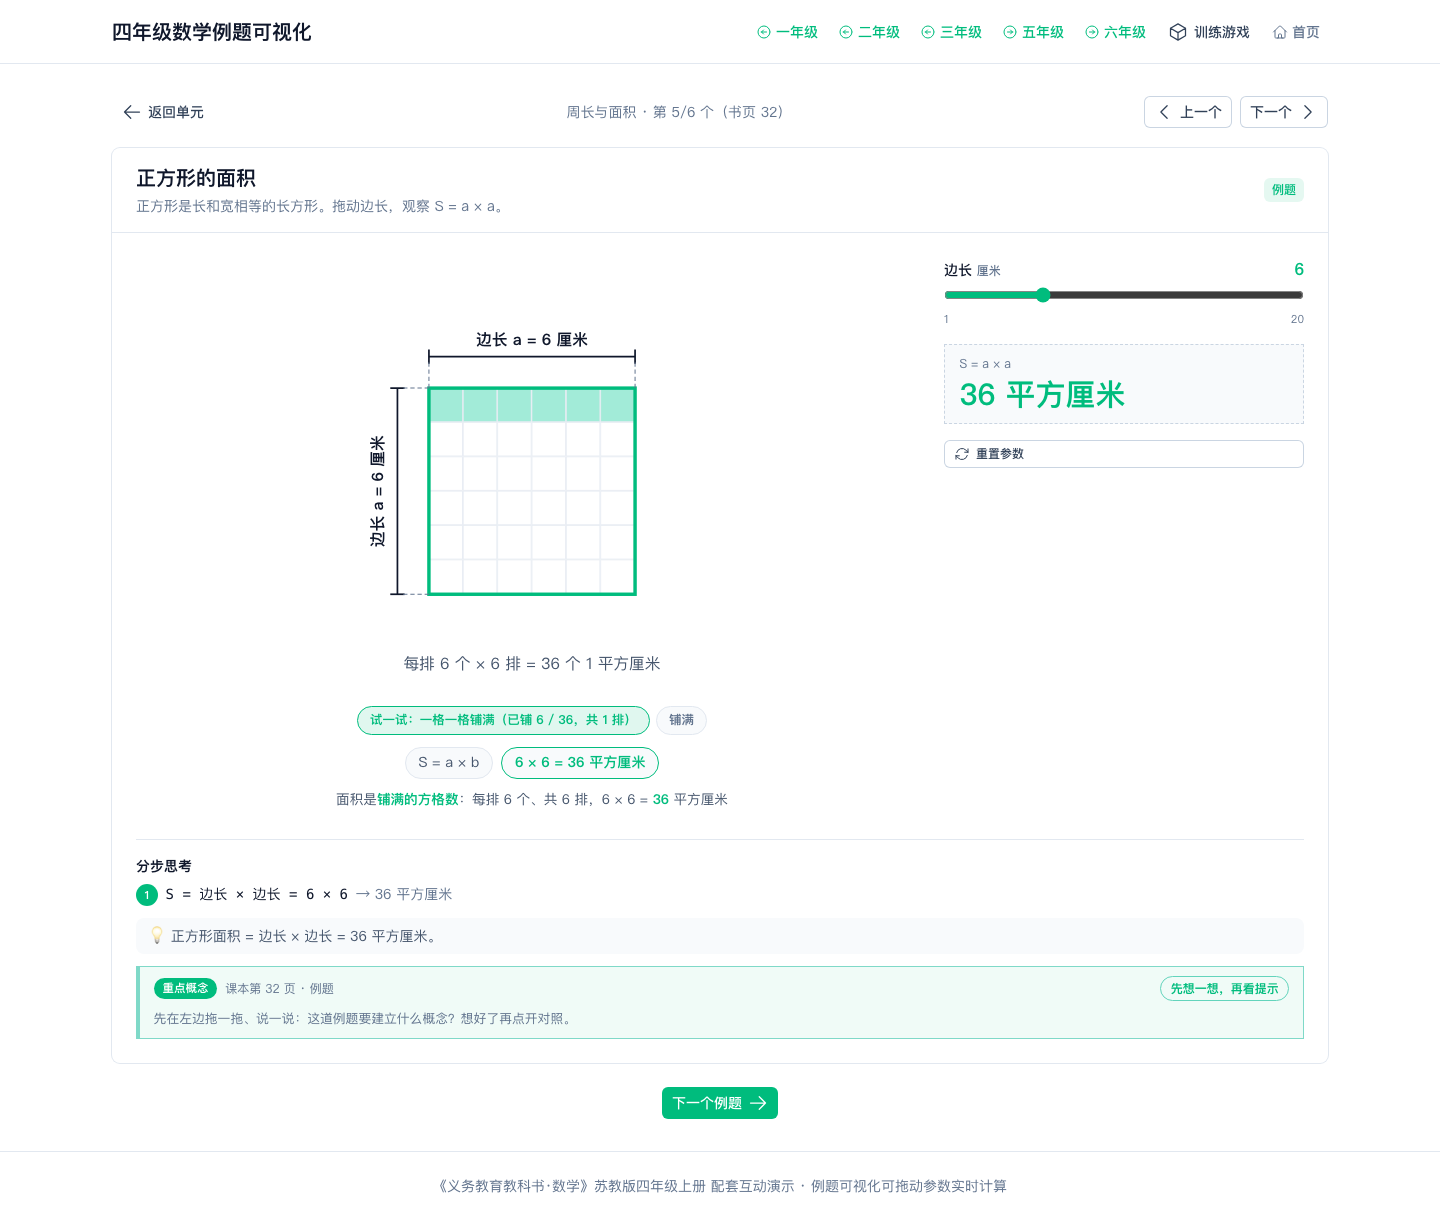 四年级数学例题可视化
一年级 二年级 三年级 五年级 六年级 训练游戏 首页
返回单元 周长与面积 · 第 5/6 个（书页 32） 上一个 下一个
正方形的面积
正方形是长和宽相等的长方形。拖动边长，观察 S = a × a。
例题
边长 厘米 6
1 20
S = a × a
36 平方厘米
重置参数
边长 a = 6 厘米
边长 a = 6 厘米
每排 6 个 × 6 排 = 36 个 1 平方厘米
试一试：一格一格铺满（已铺 6 / 36，共 1 排） 铺满
S = a × b 6 × 6 = 36 平方厘米
面积是铺满的方格数：每排 6 个、共 6 排，6 × 6 = 36 平方厘米
分步思考
1 S = 边长 × 边长 = 6 × 6 → 36 平方厘米
正方形面积 = 边长 × 边长 = 36 平方厘米。
重点概念 课本第 32 页 · 例题 先想一想，再看提示
先在左边拖一拖、说一说：这道例题要建立什么概念？想好了再点开对照。
下一个例题
《义务教育教科书·数学》苏教版四年级上册 配套互动演示 · 例题可视化可拖动参数实时计算